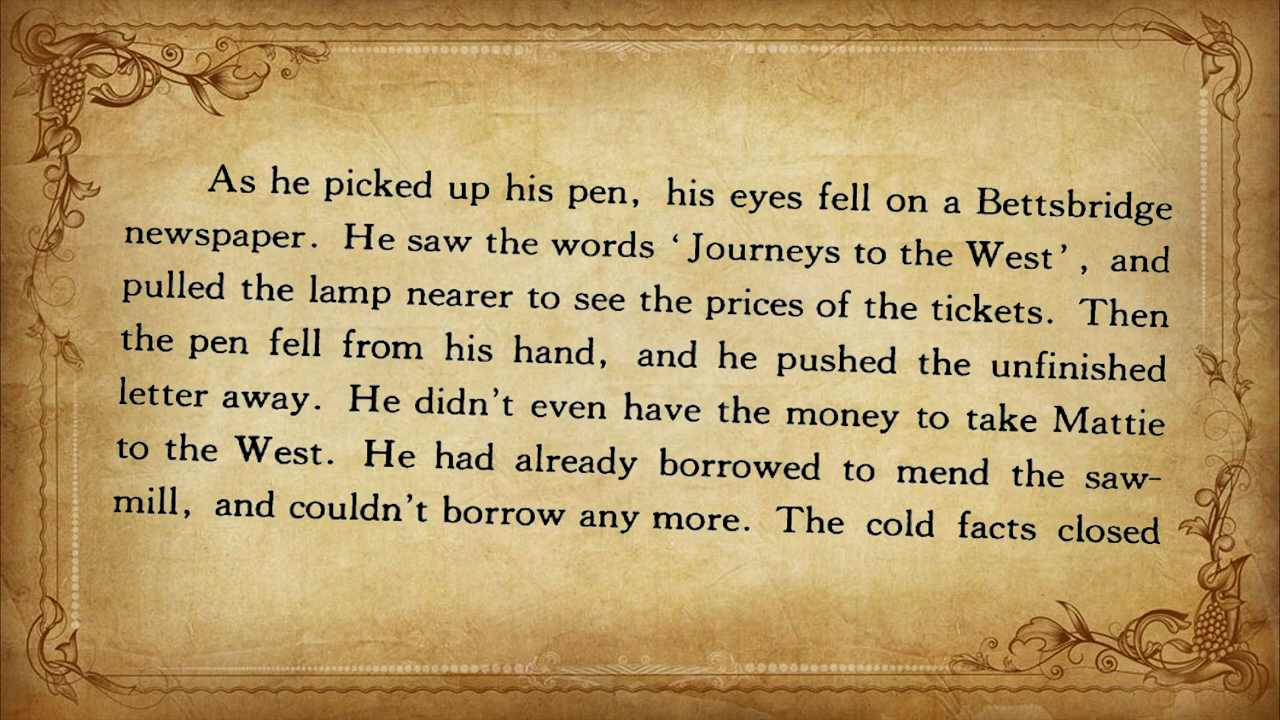 As he picked up his pen, his eyes fell on a Bettsbridge
newspaper. He saw the words ‘Journeys to the West’, and
pulled the lamp nearer to see the prices of the tickets. Then
the pen fell from his hand, and he pushed the unfinished
letter away. He didn’t even have the money to take Mattie
to the West. He had already borrowed to mend the saw-
mill, and couldn’t borrow any more. The cold facts closed